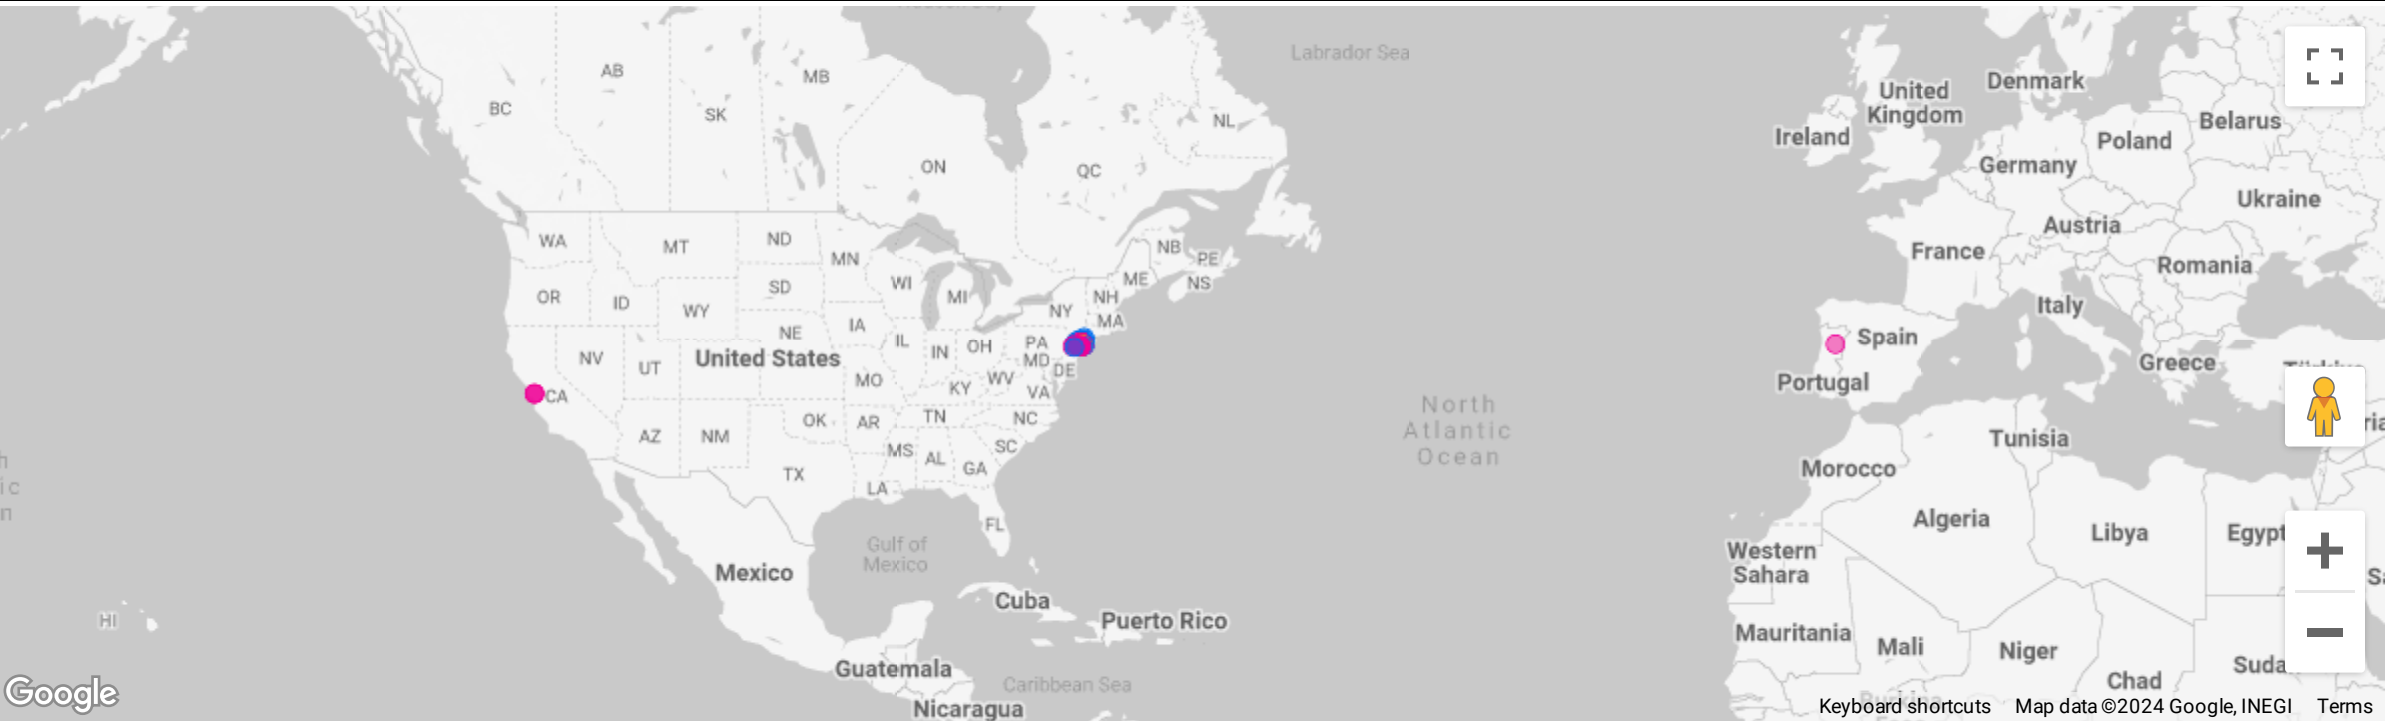 Labrador Sea
AB
MB
BC
SK
NL
ON
QC
United
Kingdom
Denmark
Ireland
Belarus
Poland
Germany
Ukraine
Austria
France
Romania
Italy
WA
MT
ND
MN
NB
PE
NS
ME
OR
ID
SD
WI
MI
NY
NH
WY
MA
IA
NE
NV
UT
United States
IL
IN
OH
PA
MD
DE
Spain
Portugal
Greece
CA
MO
KY
WV
VA
OK
AR
TN
NC
AZ
NM
MS
AL
SC
GA
TX
LA
FL
North
Atlantic
Ocean
Tunisia
Morocco
Algeria
Libya
Egypt
Gulf of
Mexico
Mexico
Western
Sahara
HI
Cuba
Puerto Rico
Mauritania
Mali
Niger
Chad
Guatemala
Caribbean Sea
Nicaragua
Google
Keyboard shortcuts
Map data ©2024 Google, INEGI
Terms